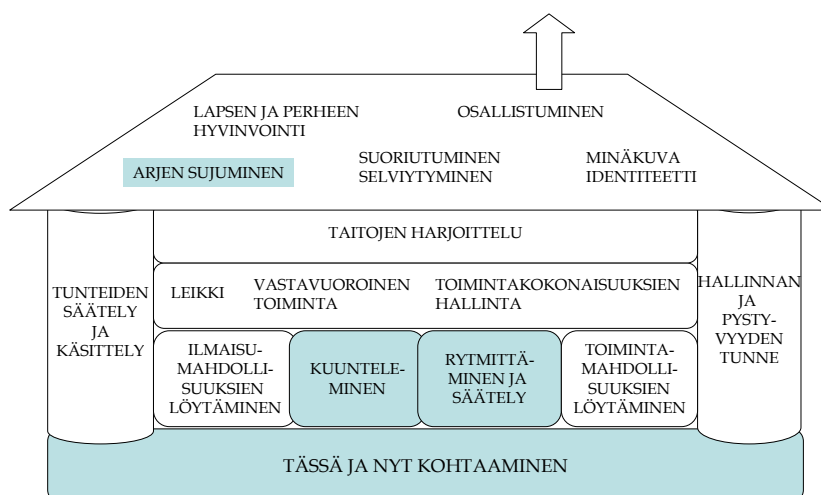 LAPSEN JA PERHEEN
HYVINVOINTI
OSALLISTUMINEN
ARJEN SUJUMINEN
SUORIUTUMINEN
SELVIYTYMINEN
MINÄKUVA
IDENTITEETTI
TAITOJEN HARJOITTELU
TUNTEIDEN
SÄÄTELY
JA
KÄSITTELY
LEIKKI
VASTAVUOROINEN
TOIMINTA
TOIMINTAKOKONAISUUKSIEN
HALLINTA
HALLINNAN
JA
PYSTY-
VYYDEN
TUNNE
ILMAISU-
MAHDOLLI-
SUUKSIEN
LÖYTÄMINEN
KUUNTELE-
MINEN
RYTMITTÄ-
MINEN JA
SÄÄTELY
TOIMINTA-
MAHDOLLI-
SUUKSIEN
LÖYTÄMINEN
TÄSSÄ JA NYT KOHTAAMINEN